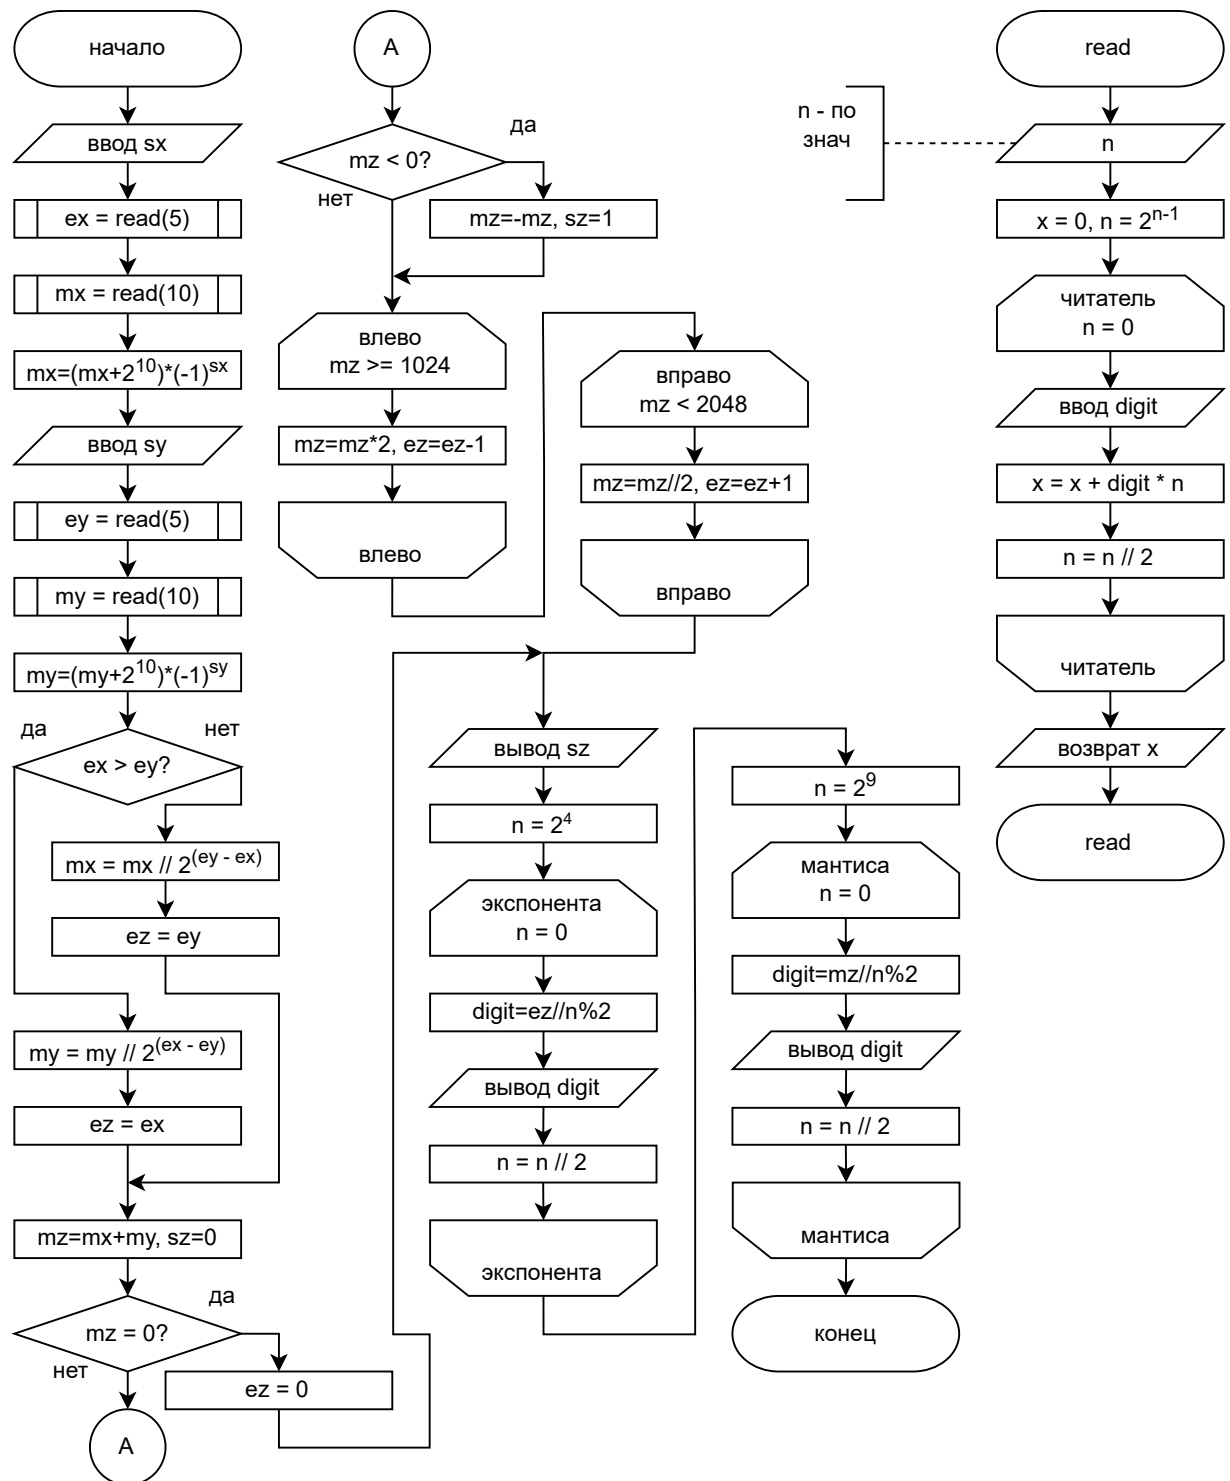 начало
ввод sx
ex = read(5)
mx = read(10)
mx=(mx+2^10)*(-1)^sx
ввод sy
ey = read(5)
my = read(10)
my=(my+2^10)*(-1)^sy
да
нет
ex > ey?
mx = mx // 2^(ey - ex)
ez = ey
my = my // 2^(ex - ey)
ez = ex
mz=mx+my, sz=0
да
mz = 0?
нет
ez = 0
A
A
да
mz < 0?
нет
mz=-mz, sz=1
влево
mz >= 1024
mz=mz*2, ez=ez-1
влево
вправо
mz < 2048
mz=mz//2, ez=ez+1
вправо
вывод sz
n = 2^4
экспонента
n = 0
digit=ez//n%2
вывод digit
n = n // 2
экспонента
n = 2^9
мантиса
n = 0
digit=mz//n%2
вывод digit
n = n // 2
мантиса
конец
read
n - по
знач
n
x = 0, n = 2^n-1
читатель
n = 0
ввод digit
x = x + digit * n
n = n // 2
читатель
возврат x
read